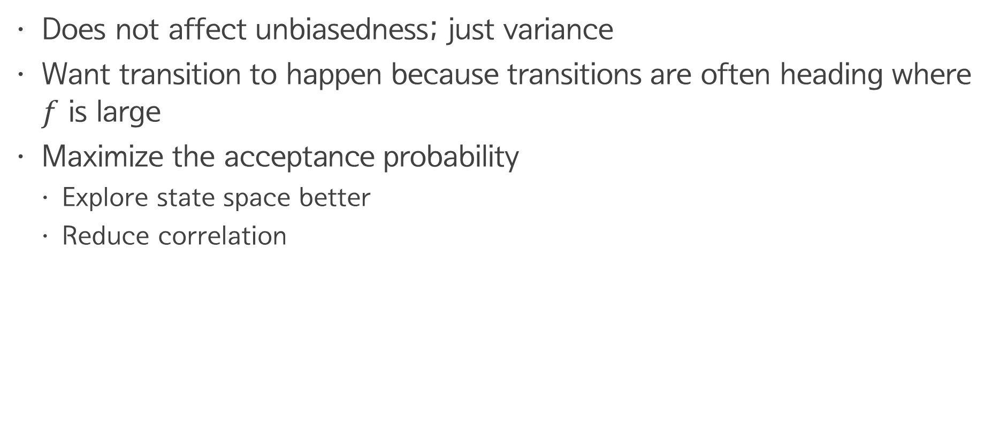 · Does not affect unbiasedness; just variance
· Want transition to happen because transitions are often heading where
f is large
· Maximize the acceptance probability
· Explore state space better
· Reduce correlation